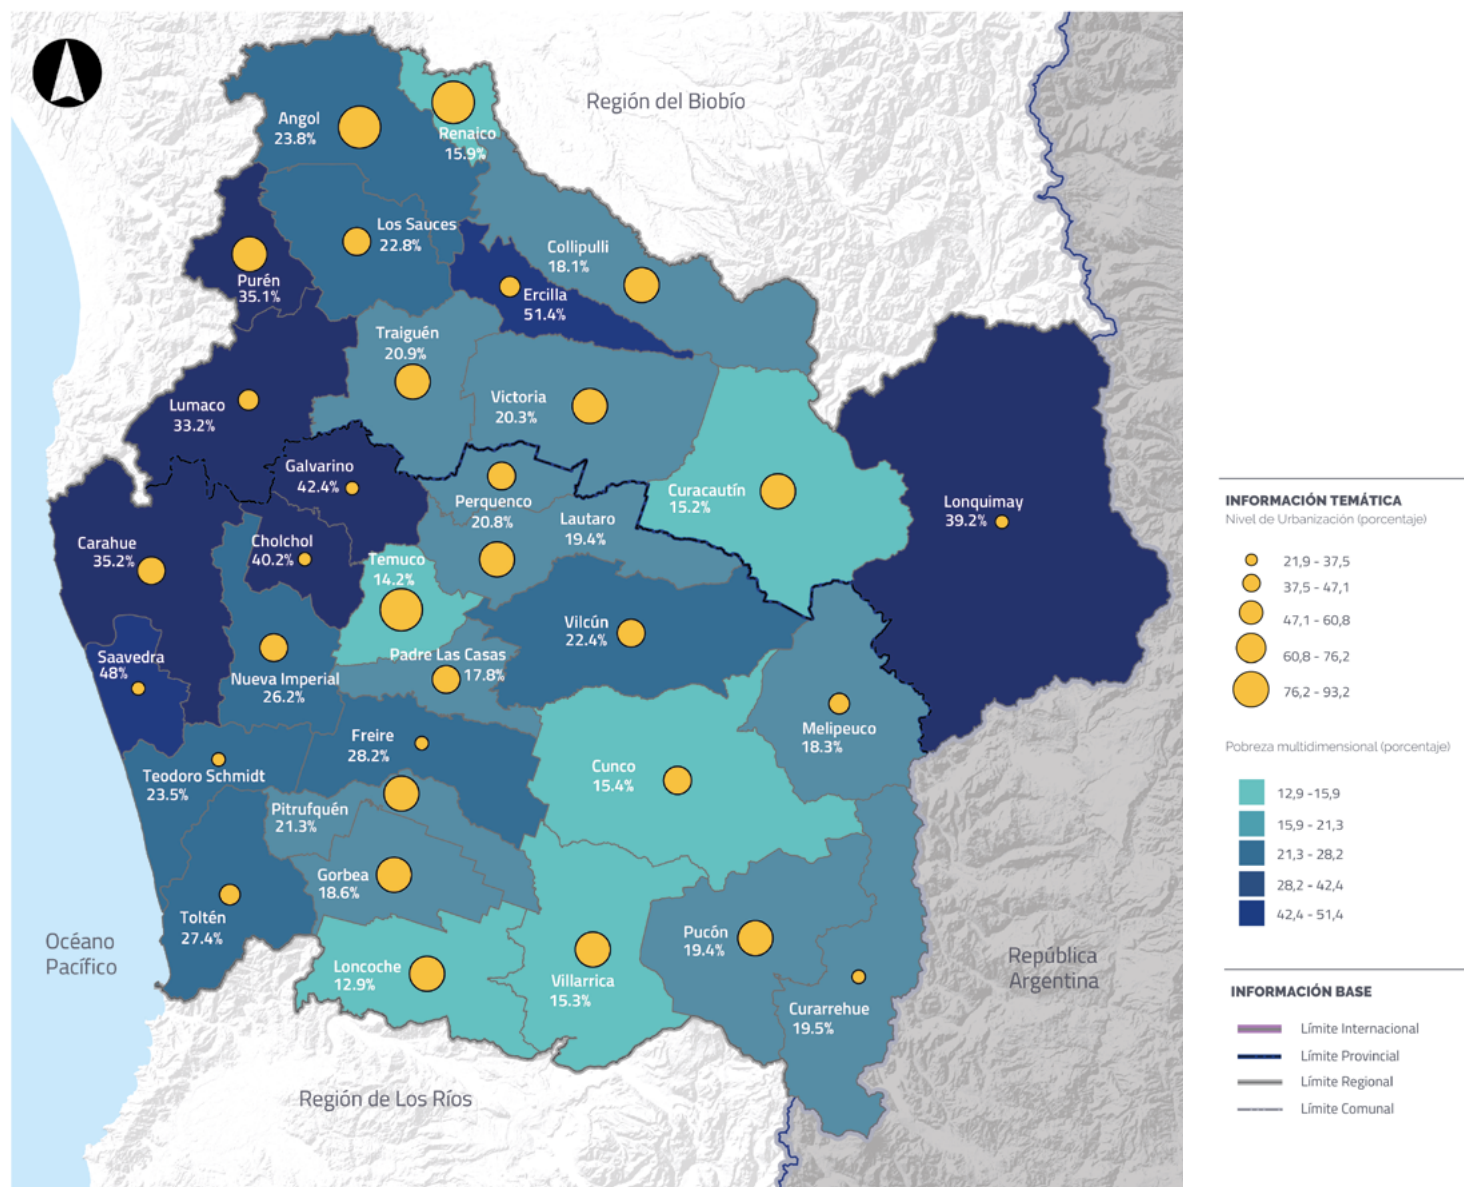 Región del Biobío
Angol
23.8%
Renaico
15.9%
Los Sauces
22.8%
Collipulli
18.1%
Purén
35.1%
Ercilla
51.4%
Traiguén
20.9%
Victoria
20.3%
Lumaco
33.2%
Galvarino
42.4%
Perquenco
20.8%
Lautaro
19.4%
Curacautín
15.2%
Lonquimay
39.2%
Carahue
35.2%
Cholchol
40.2%
Temuco
14.2%
Vilcún
22.4%
Saavedra
48%
Nueva Imperial
26.2%
Padre Las Casas
17.8%
Melipeuco
18.3%
Freire
28.2%
Teodoro Schmidt
23.5%
Cunco
15.4%
Pitrufquén
21.3%
Gorbea
18.6%
Toltén
27.4%
Pucón
19.4%
Loncoche
12.9%
Villarrica
15.3%
Curarrehue
19.5%
Océano
Pacífico
República
Argentina
Región de Los Ríos
INFORMACIÓN TEMÁTICA
Nivel de Urbanización (porcentaje)
21,9 - 37,5
37,5 - 47,1
47,1 - 60,8
60,8 - 76,2
76,2 - 93,2
Pobreza multidimensional (porcentaje)
12,9 -15,9
15,9 - 21,3
21,3 - 28,2
28,2 - 42,4
42,4 - 51,4
INFORMACIÓN BASE
Límite Internacional
Límite Provincial
Límite Regional
Límite Comunal